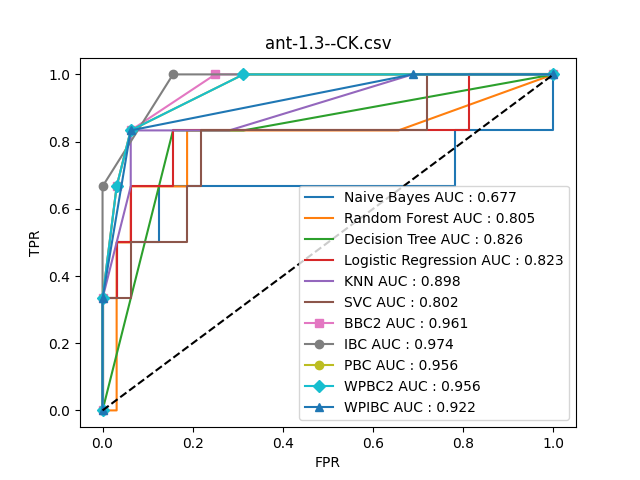 ant-1.3--CK.csv
1.0
0.8
0.6
0.4
0.2
0.0
TPR
Naive Bayes AUC : 0.677
Random Forest AUC : 0.805
Decision Tree AUC : 0.826
Logistic Regression AUC : 0.823
KNN AUC : 0.898
SVC AUC : 0.802
BBC2 AUC : 0.961
IBC AUC : 0.974
PBC AUC : 0.956
WPBC2 AUC : 0.956
WPIBC AUC : 0.922
0.0 0.2 0.4 0.6 0.8 1.0
FPR